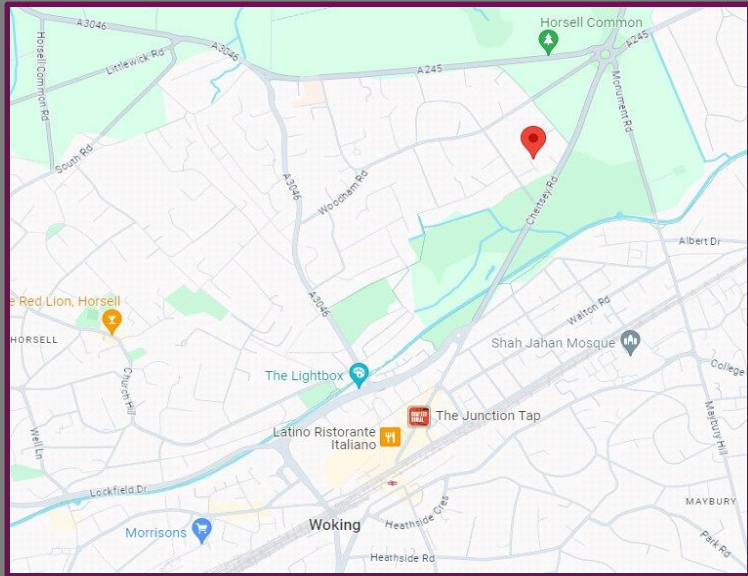 Horsell Common
A3046
A245
Horsell Common Rd
Littlewick Rd
A3046
A245
Monument Rd
South Rd
A3046
Woodham Rd
Chertsey Rd
Albert Dr
e Red Lion, Horsell
A3046
Walton Rd
HORSELL
Shah Jahan Mosque
The Lightbox
College
Church Hill
The Junction Tap
Maybury Hill
Latino Ristorante
Italiano
Well Ln
Lockfield Dr
MAYBURY
Woking
Heathside Cres
Morrisons
Park Rd
Heathside Rd